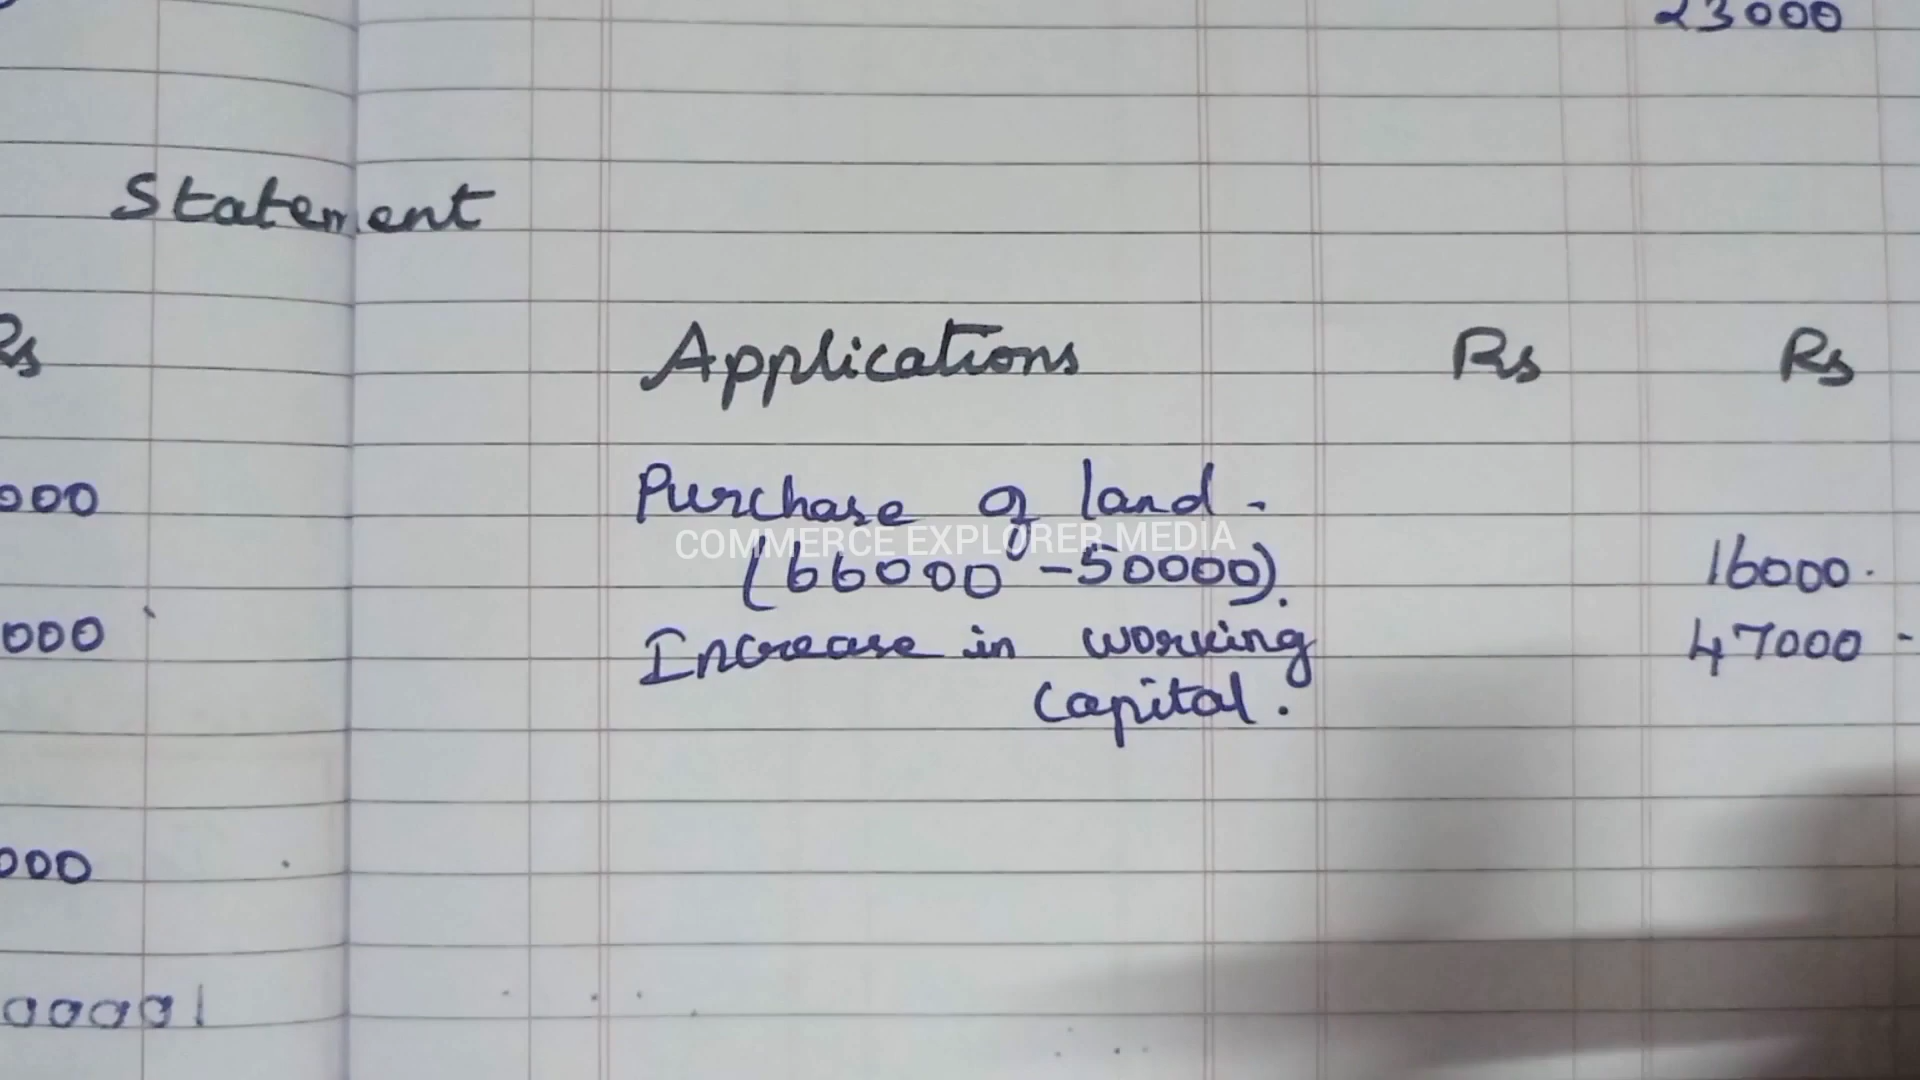 23000
Statement
Rs Applications Rs Rs
000 Purchase of land -
COMMERCE EXPLORER MEDIA
(66000 - 50000). 16000.
000 Increase in working 47000 -
capital.
000